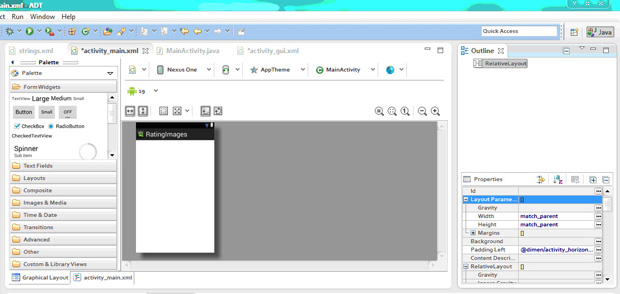 ain.xml - ADT
ct Run Window Help
Quick Access
Java
strings.xml *activity_main.xml MainActivity.java *activity_gui.xml
Outline
Palette
RelativeLayout
Palette
Nexus One AppTheme MainActivity
Form Widgets
19
TextView Large Medium Small
Button Small OFF
CheckBox RadioButton
CheckedTextView
RatingImages
Spinner
Sub Item
Text Fields
Layouts
Composite
Images & Media
Time & Date
Transitions
Advanced
Other
Custom & Library Views
Graphical Layout activity_main.xml
Properties
Id
Layout Parame... []
Gravity
Width match_parent
Height match_parent
Margins []
Background
Padding Left @dimen/activity_horizon...
Content Descri...
RelativeLayout []
Gravity